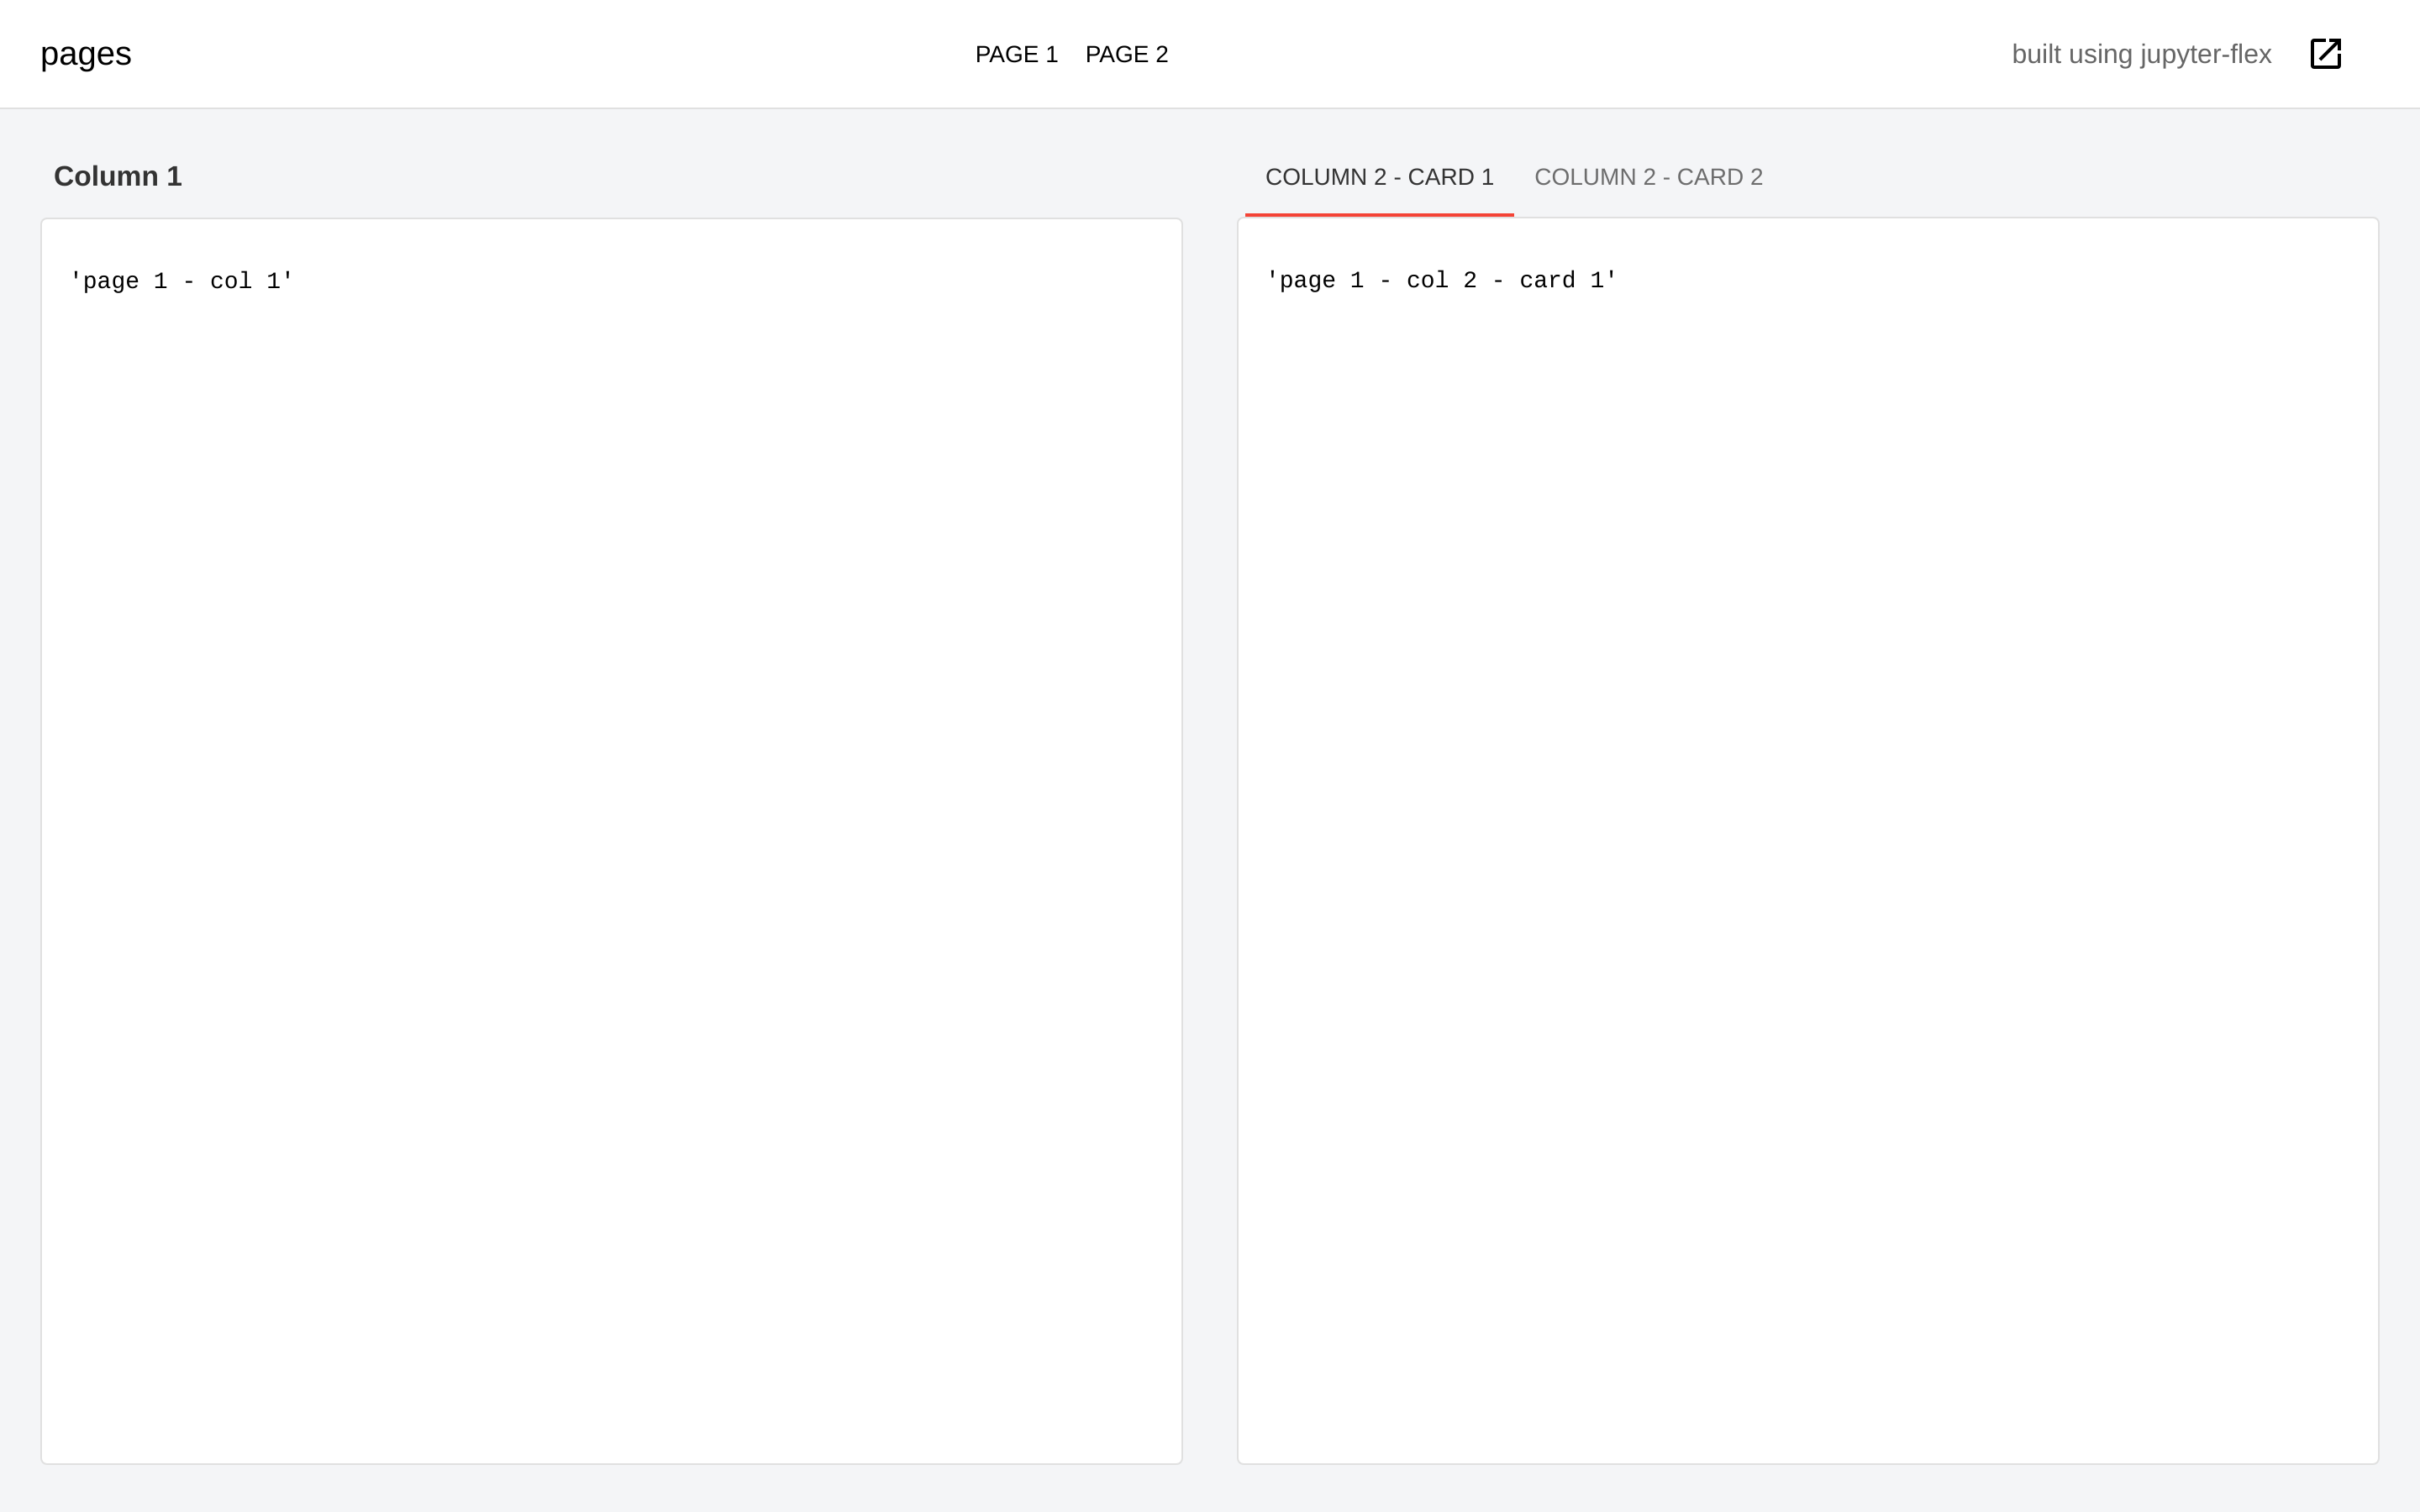 pages
PAGE 1 PAGE 2
built using jupyter-flex
Column 1
'page 1 - col 1'
COLUMN 2 - CARD 1 COLUMN 2 - CARD 2
'page 1 - col 2 - card 1'